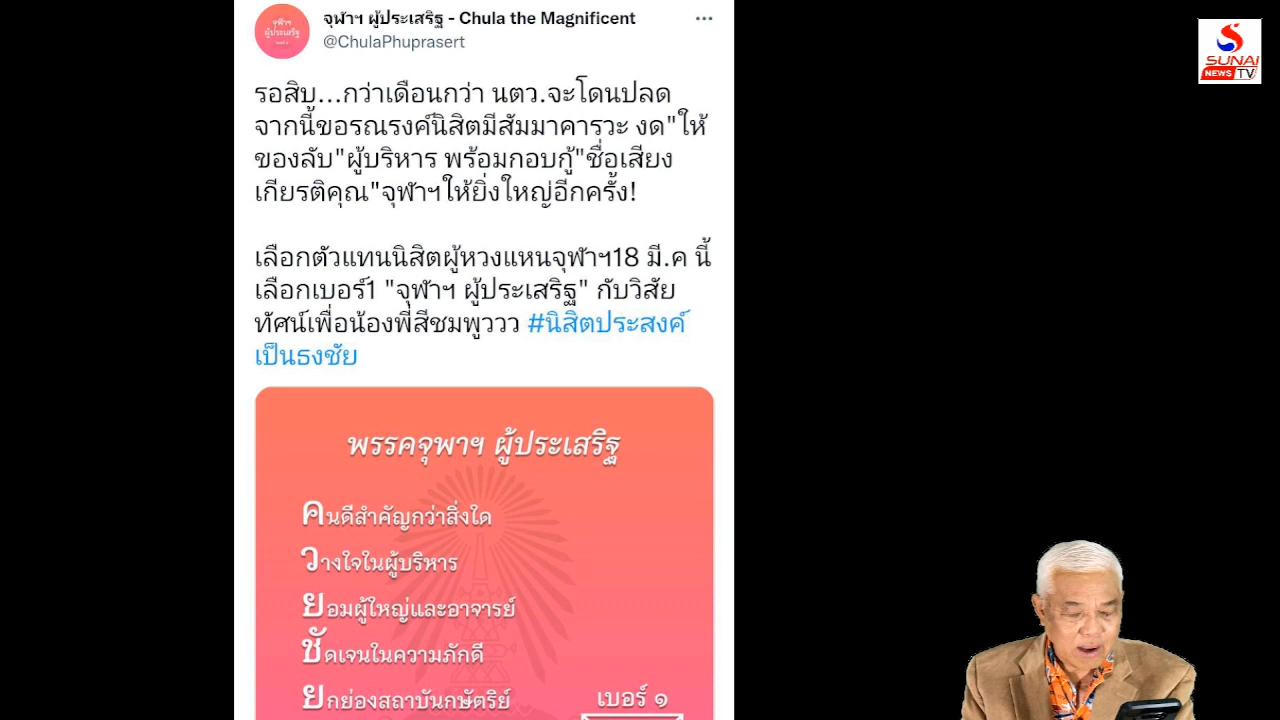 จุฬาฯ ผู้ประเสริฐ - Chula the Magnificent
@ChulaPhuprasert
จุฬาฯ
ผู้ประเสริฐ
รอสิบ...กว่าเดือนกว่า นตว.จะโดนปลด
จากนี้ขอรณรงค์นิสิตมีสัมมาคารวะ งด"ให้
ของลับ"ผู้บริหาร พร้อมกอบกู้"ชื่อเสียง
เกียรติคุณ"จุฬาฯให้ยิ่งใหญ่อีกครั้ง!
เลือกตัวแทนนิสิตผู้หวงแหนจุฬาฯ18 มี.ค นี้
เลือกเบอร์1 "จุฬาฯ ผู้ประเสริฐ" กับวิสัย
ทัศน์เพื่อน้องพี่สีชมพูววว #นิสิตประสงค์
เป็นธงชัย
พรรคจุฬาฯ ผู้ประเสริฐ
คนดีสำคัญกว่าสิ่งใด
วางใจในผู้บริหาร
ยอมผู้ใหญ่และอาจารย์
ชัดเจนในความภักดี
ยกย่องสถาบันกษัตริย์
เบอร์ ๑
SUNAI
NEWS TV